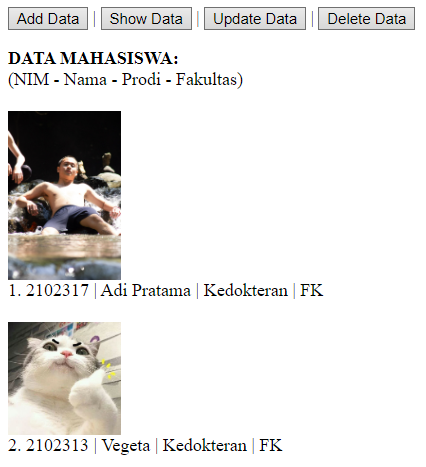 Add Data | Show Data | Update Data | Delete Data
DATA MAHASISWA:
(NIM - Nama - Prodi - Fakultas)
1. 2102317 | Adi Pratama | Kedokteran | FK
2. 2102313 | Vegeta | Kedokteran | FK